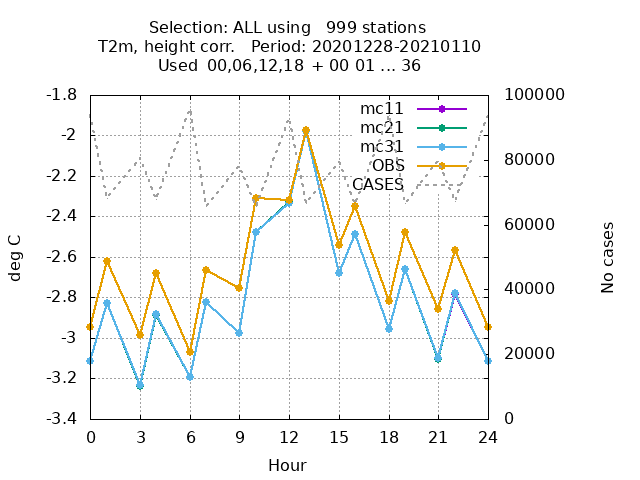 Selection: ALL using   999 stations
T2m, height corr.   Period: 20201228-20210110
Used  00,06,12,18  + 00 01 ... 36
-1.8
-2
-2.2
-2.4
-2.6
-2.8
-3
-3.2
-3.4
deg C
mc11
mc21
mc31
OBS
CASES
100000
80000
60000
40000
20000
0
No cases
0 3 6 9 12 15 18 21 24
Hour